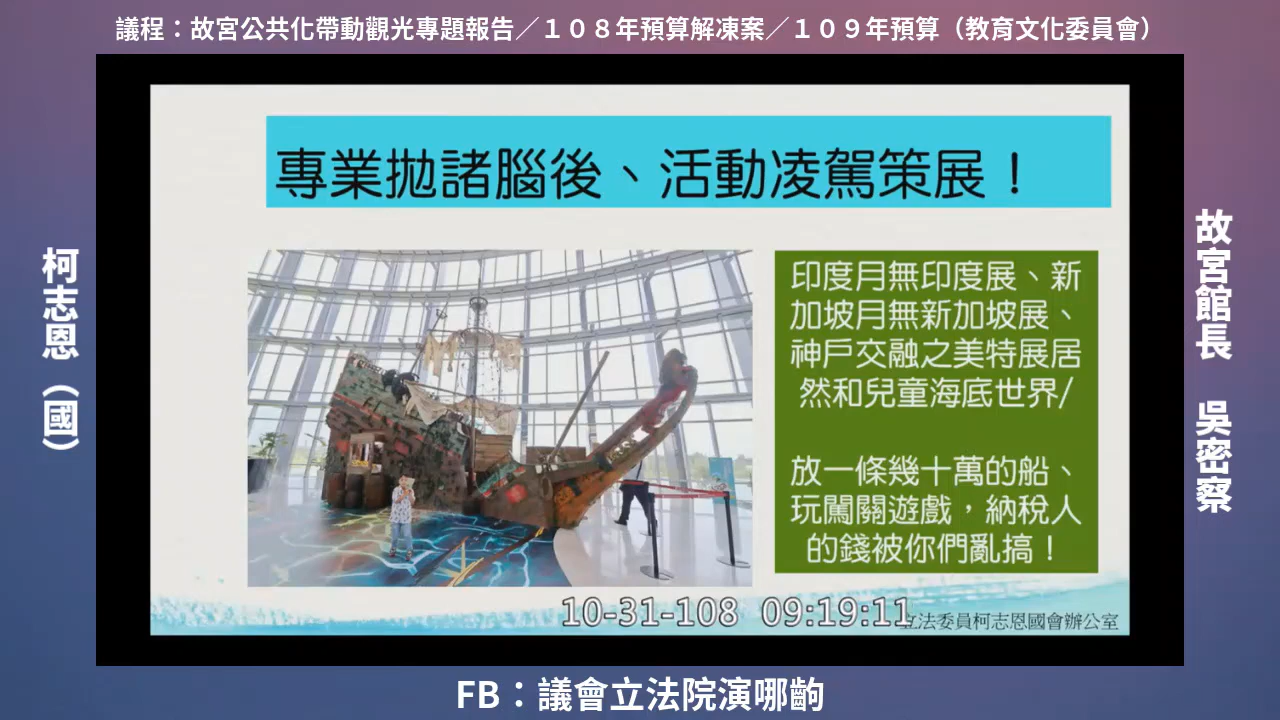 議程：故宮公共化帶動觀光專題報告／１０８年預算解凍案／１０９年預算（教育文化委員會）
專業拋諸腦後、活動凌駕策展！
印度月無印度展、新
加坡月無新加坡展、
神戶交融之美特展居
然和兒童海底世界/
放一條幾十萬的船、
玩闖關遊戲，納稅人
的錢被你們亂搞！
10-31-108 09:19:11
立法委員柯志恩國會辦公室
柯志恩（國）
故宮館長 吳密察
FB：議會立法院演哪齣